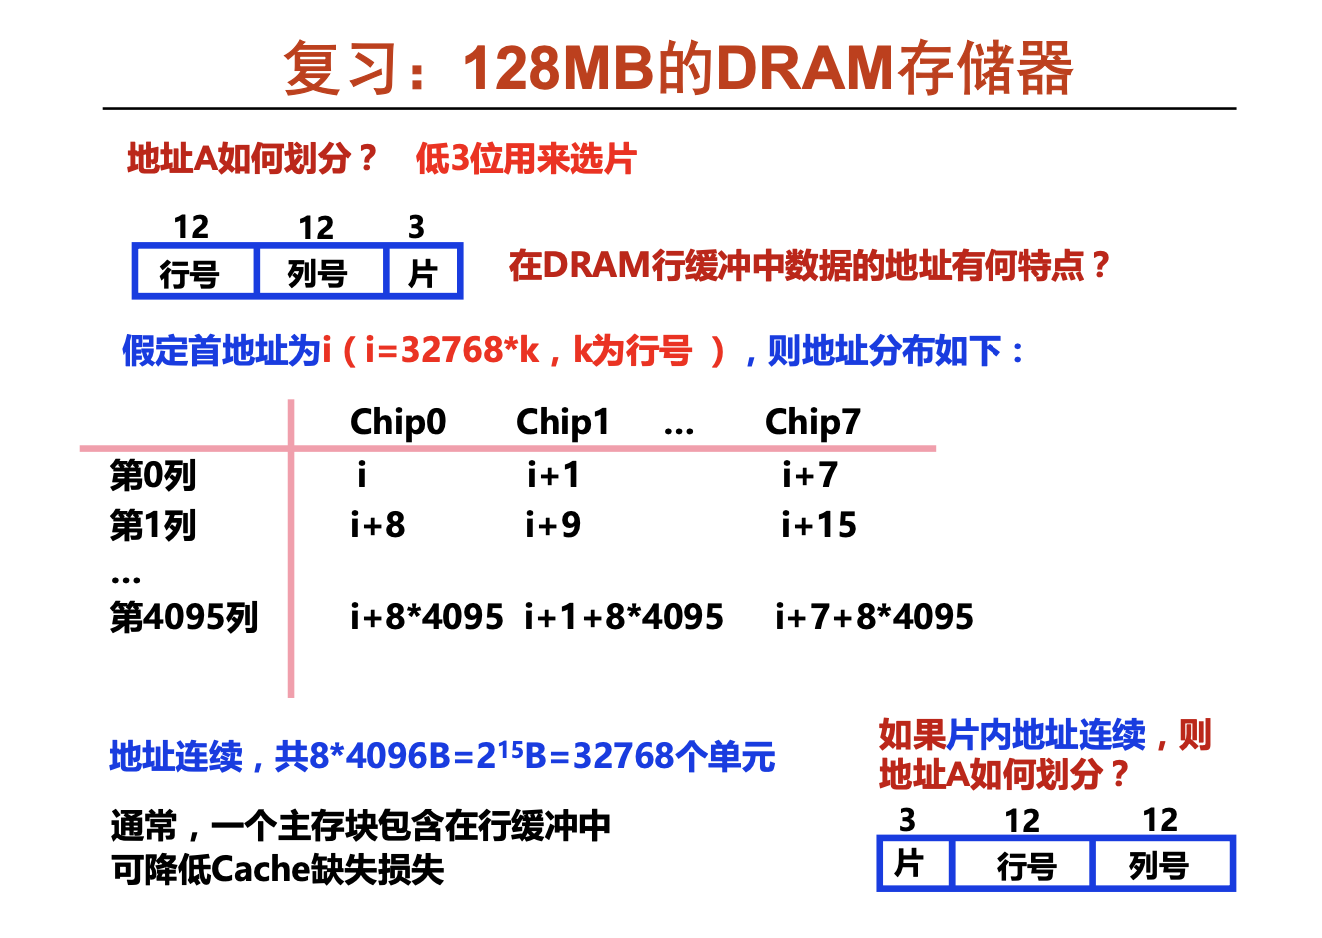 复习：128MB的DRAM存储器
地址A如何划分？ 低3位用来选片
12 12 3
行号 列号 片
在DRAM行缓冲中数据的地址有何特点？
假定首地址为i（i=32768*k，k为行号 ），则地址分布如下：
Chip0 Chip1 … Chip7
第0列 i i+1 i+7
第1列 i+8 i+9 i+15
…
第4095列 i+8*4095 i+1+8*4095 i+7+8*4095
地址连续，共8*4096B=2¹⁵B=32768个单元
通常，一个主存块包含在行缓冲中
可降低Cache缺失损失
如果片内地址连续，则
地址A如何划分？
3 12 12
片 行号 列号